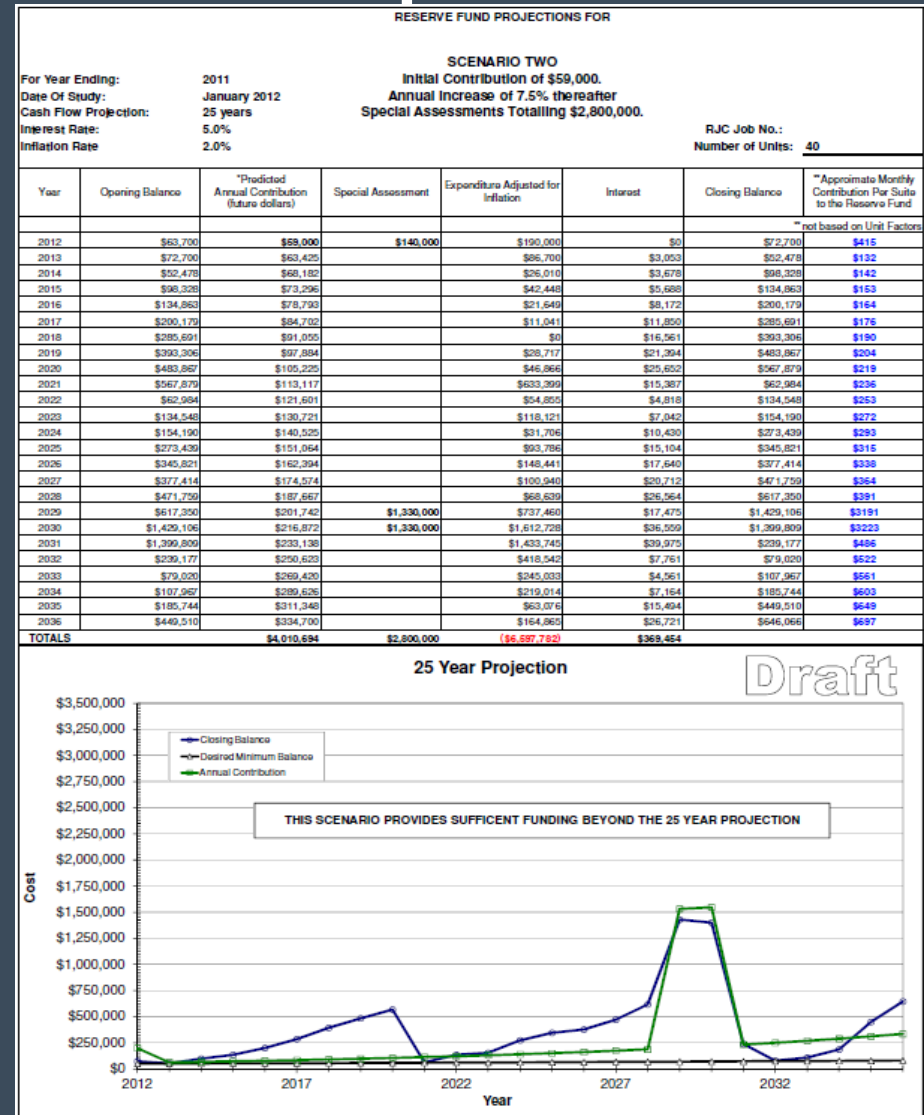 RESERVE FUND PROJECTIONS FOR
SCENARIO TWO
For Year Ending: 2011 Initial Contribution of $59,000.
Date Of Study: January 2012 Annual Increase of 7.5% thereafter
Cash Flow Projection: 25 years Special Assessments Totalling $2,800,000.
Interest Rate: 5.0% RJC Job No.:
Inflation Rate 2.0% Number of Units: 40
Year Opening Balance *Predicted Annual Contribution (future dollars) Special Assessment Expenditure Adjusted for Inflation Interest Closing Balance **Approimate Monthly Contribution Per Suite to the Reserve Fund
** not based on Unit Factors
2012 $63,700 $59,000 $140,000 $190,000 $0 $72,700 $415
2013 $72,700 $63,425 $86,700 $3,053 $52,478 $132
2014 $52,478 $68,182 $26,010 $3,678 $98,328 $142
2015 $98,328 $73,296 $42,448 $5,688 $134,863 $153
2016 $134,863 $78,793 $21,649 $8,172 $200,179 $164
2017 $200,179 $84,702 $11,041 $11,850 $285,691 $176
2018 $285,691 $91,055 $0 $16,561 $393,306 $190
2019 $393,306 $97,884 $28,717 $21,394 $483,867 $204
2020 $483,867 $105,225 $46,866 $25,652 $567,879 $219
2021 $567,879 $113,117 $633,399 $15,387 $62,984 $236
2022 $62,984 $121,601 $54,855 $4,818 $134,548 $253
2023 $134,548 $130,721 $118,121 $7,042 $154,190 $272
2024 $154,190 $140,525 $31,706 $10,430 $273,439 $293
2025 $273,439 $151,064 $93,786 $15,104 $345,821 $315
2026 $345,821 $162,394 $148,441 $17,640 $377,414 $338
2027 $377,414 $174,574 $100,940 $20,712 $471,759 $364
2028 $471,759 $187,667 $68,639 $26,564 $617,350 $391
2029 $617,350 $201,742 $1,330,000 $737,460 $17,475 $1,429,106 $3191
2030 $1,429,106 $216,872 $1,330,000 $1,612,728 $36,559 $1,399,809 $3223
2031 $1,399,809 $233,138 $1,433,745 $39,975 $239,177 $486
2032 $239,177 $250,623 $418,542 $7,761 $79,020 $522
2033 $79,020 $269,420 $245,033 $4,561 $107,967 $561
2034 $107,967 $289,626 $219,014 $7,164 $185,744 $603
2035 $185,744 $311,348 $63,076 $15,494 $449,510 $649
2036 $449,510 $334,700 $164,865 $26,721 $646,066 $697
TOTALS $4,010,694 $2,800,000 ($6,597,782) $369,454
25 Year Projection
Draft
$3,500,000
$3,250,000
$3,000,000
$2,750,000
$2,500,000
$2,250,000
$2,000,000
$1,750,000
$1,500,000
$1,250,000
$1,000,000
$750,000
$500,000
$250,000
$0
Cost
Closing Balance
Desired Minimum Balance
Annual Contribution
THIS SCENARIO PROVIDES SUFFICENT FUNDING BEYOND THE 25 YEAR PROJECTION
2012 2017 2022 2027 2032
Year